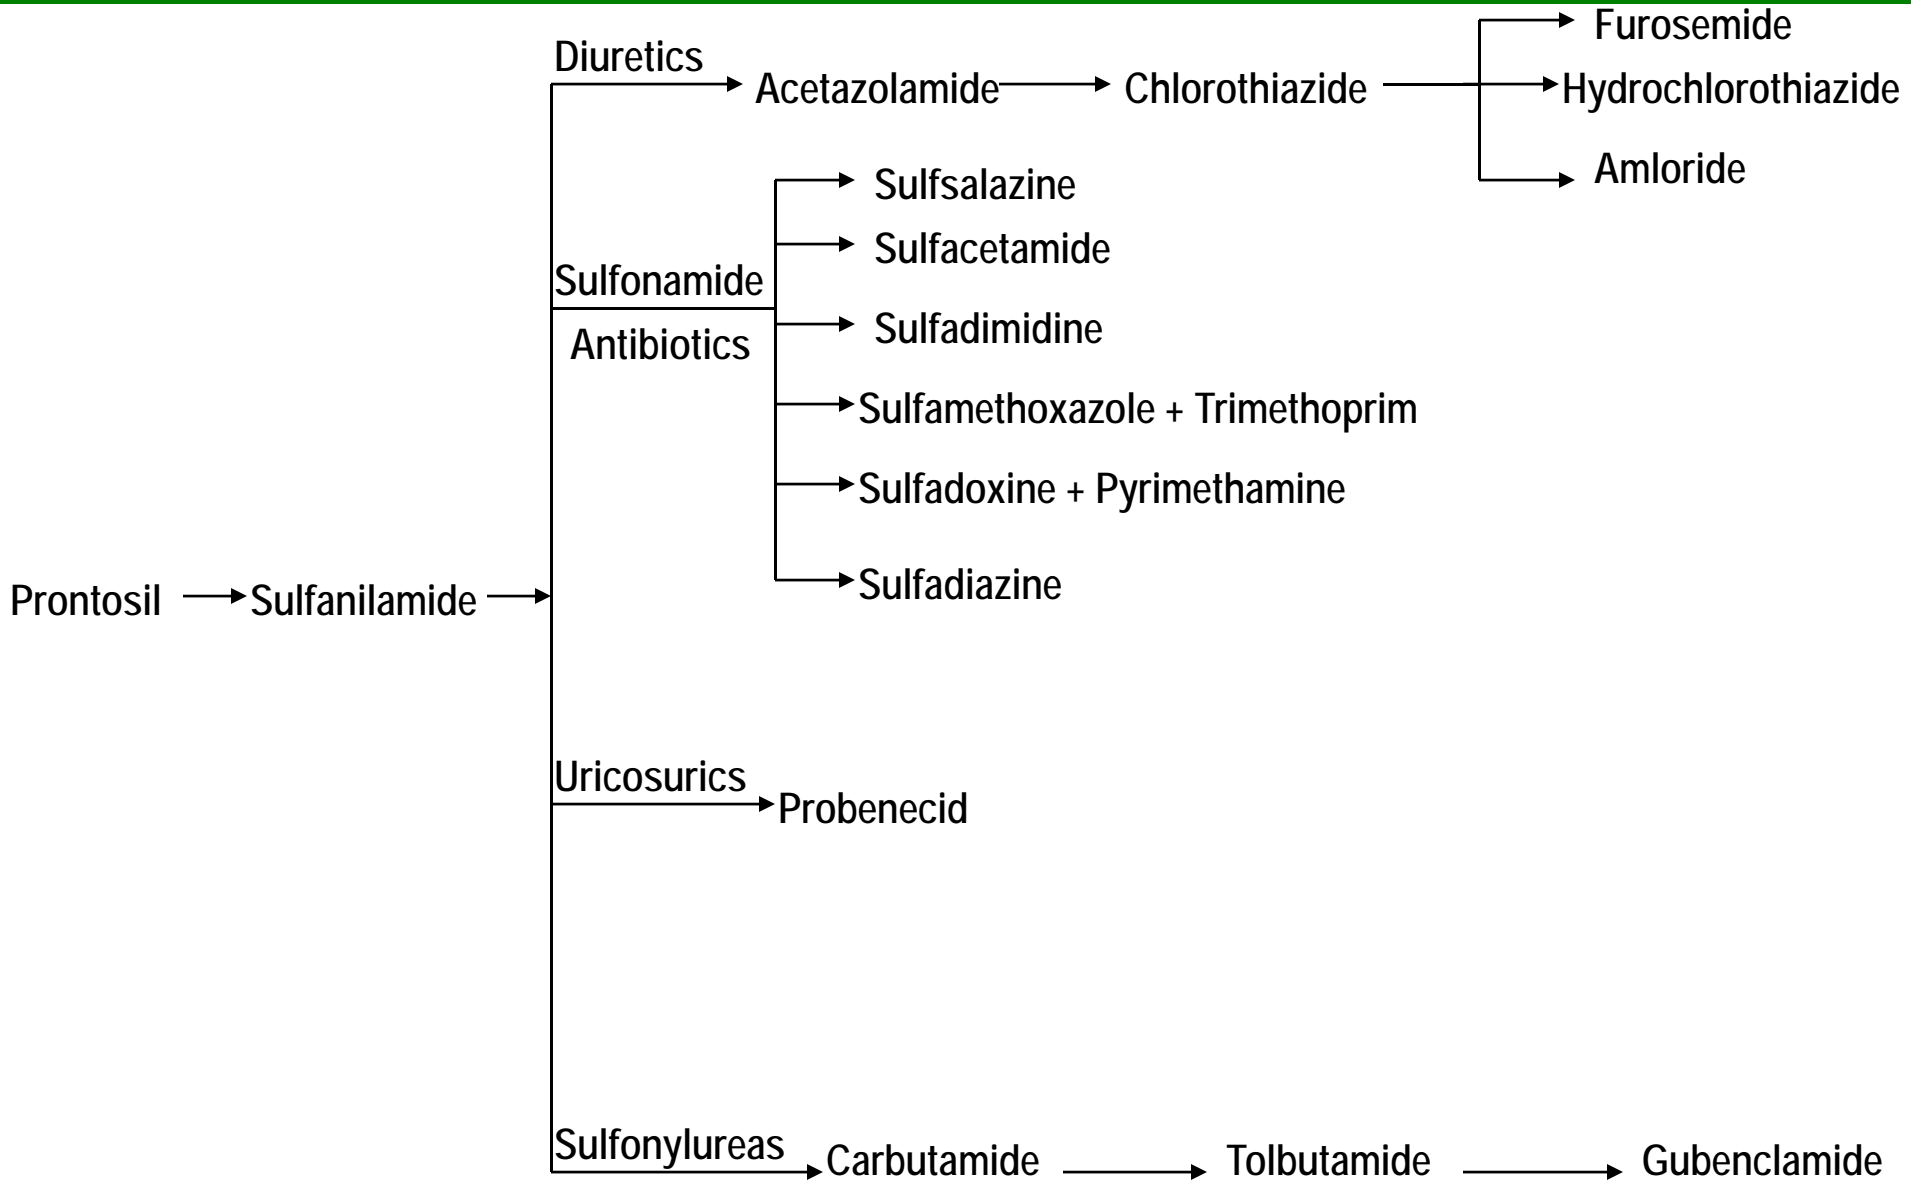 Diuretics
Acetazolamide
Chlorothiazide
Furosemide
Hydrochlorothiazide
Amloride
Sulfonamide
Antibiotics
Sulfsalazine
Sulfacetamide
Sulfadimidine
Sulfamethoxazole + Trimethoprim
Sulfadoxine + Pyrimethamine
Sulfadiazine
Prontosil
Sulfanilamide
Uricosurics
Probenecid
Sulfonylureas
Carbutamide
Tolbutamide
Gubenclamide